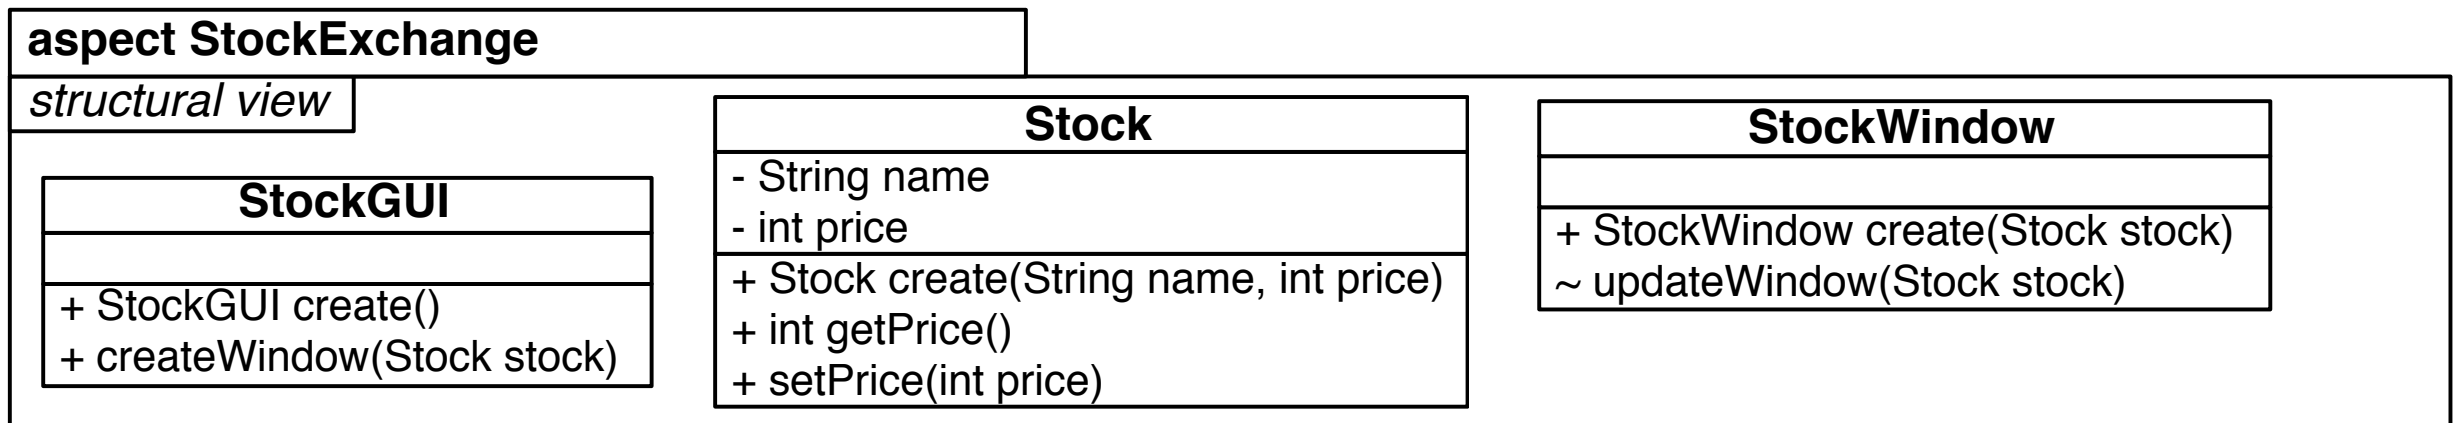 aspect StockExchange
structural view
StockGUI
+ StockGUI create()
+ createWindow(Stock stock)
Stock
- String name
- int price
+ Stock create(String name, int price)
+ int getPrice()
+ setPrice(int price)
StockWindow
+ StockWindow create(Stock stock)
~ updateWindow(Stock stock)